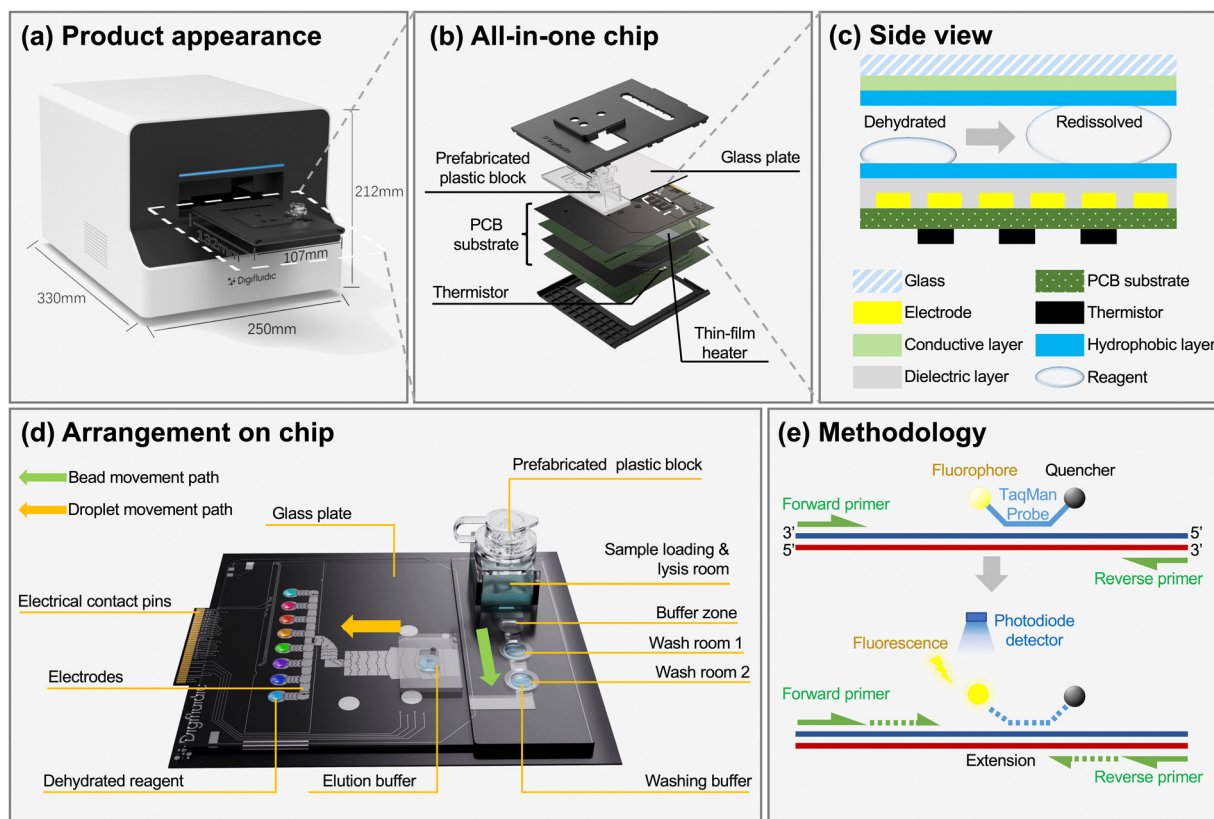 (a) Product appearance
212mm
107mm
Digifluidic
330mm
250mm
(b) All-in-one chip
Digifluidic
Prefabricated
plastic block
Glass plate
PCB
substrate
Thermistor
Thin-film
heater
(c) Side view
Dehydrated
Redissolved
Glass
PCB substrate
Electrode
Thermistor
Conductive layer
Hydrophobic layer
Dielectric layer
Reagent
(d) Arrangement on chip
Bead movement path
Droplet movement path
Prefabricated plastic block
Glass plate
Sample loading &
lysis room
Electrical contact pins
Buffer zone
Wash room 1
Electrodes
Wash room 2
Digifluidic
Dehydrated reagent
Elution buffer
Washing buffer
(e) Methodology
Fluorophore
Quencher
Forward primer
TaqMan
Probe
3’
5’
5’
3’
Reverse primer
Photodiode
detector
Fluorescence
Forward primer
Extension
Reverse primer